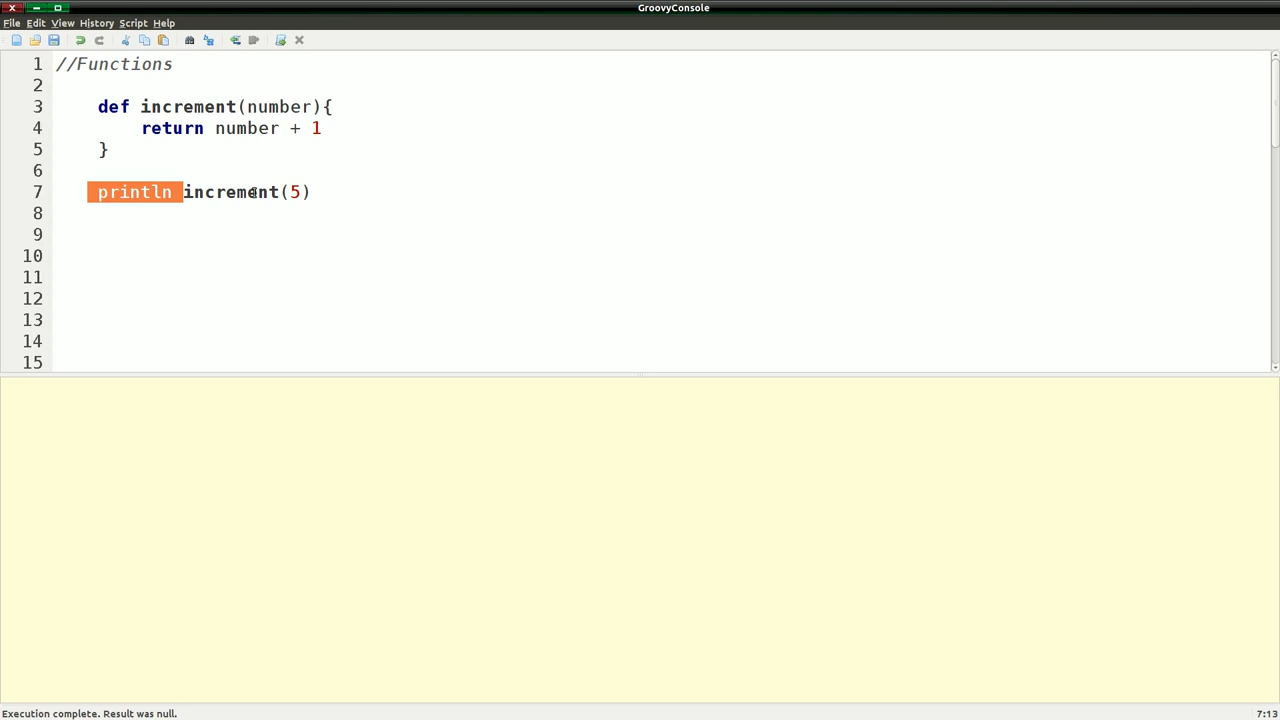 GroovyConsole
File Edit View History Script Help
1 //Functions
2
3 def increment(number){
4 return number + 1
5 }
6
7 println increment(5)
8
9
10
11
12
13
14
15
Execution complete. Result was null. 7:13